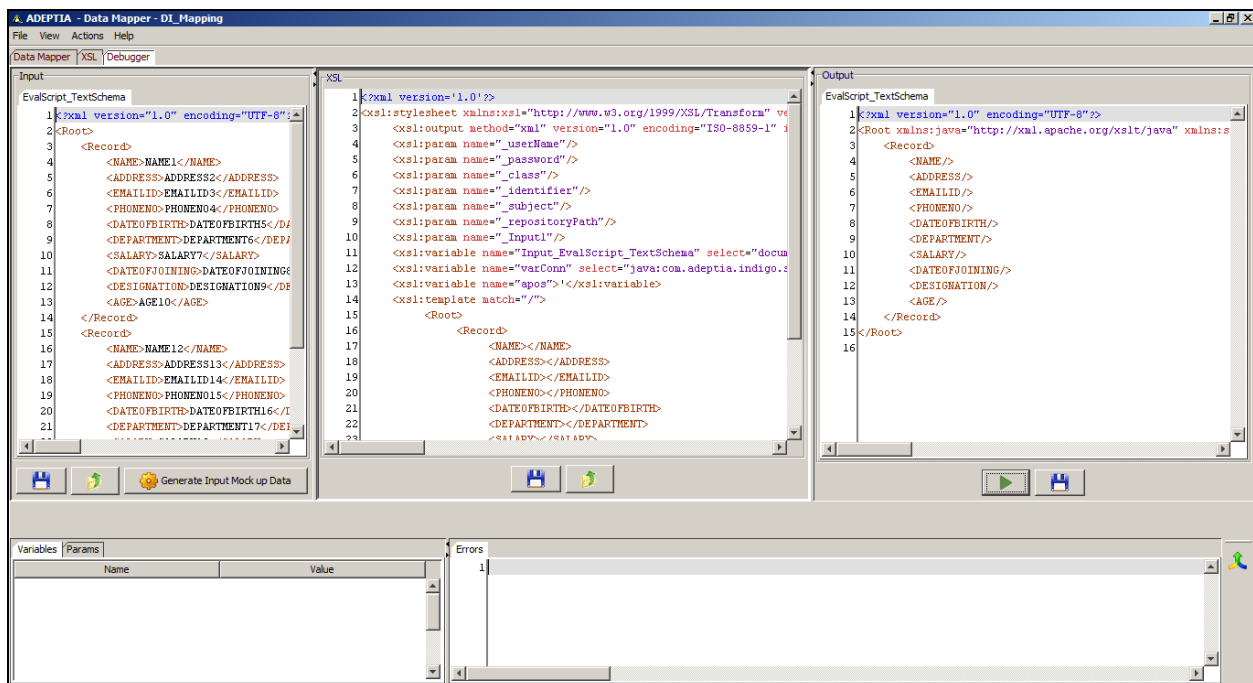 ADEPTIA - Data Mapper - DI_Mapping
File View Actions Help
Data Mapper XSL Debugger
Input
EvalScript_TextSchema
1 <?xml version="1.0" encoding="UTF-8"?
2 <Root>
3 <Record>
4 <NAME>NAME1</NAME>
5 <ADDRESS>ADDRESS2</ADDRESS>
6 <EMAILID>EMAILID3</EMAILID>
7 <PHONENO>PHONENO4</PHONENO>
8 <DATEOFBIRTH>DATEOFBIRTH5</DA
9 <DEPARTMENT>DEPARTMENT6</DEPA
10 <SALARY>SALARY7</SALARY>
11 <DATEOFJOINING>DATEOFJOINING8
12 <DESIGNATION>DESIGNATION9</DE
13 <AGE>AGE10</AGE>
14 </Record>
15 <Record>
16 <NAME>NAME12</NAME>
17 <ADDRESS>ADDRESS13</ADDRESS>
18 <EMAILID>EMAILID14</EMAILID>
19 <PHONENO>PHONENO15</PHONENO>
20 <DATEOFBIRTH>DATEOFBIRTH16</D
21 <DEPARTMENT>DEPARTMENT17</DEP
Generate Input Mock up Data
XSL
1 <?xml version='1.0'?>
2 <xsl:stylesheet xmlns:xsl="http://www.w3.org/1999/XSL/Transform" ve
3 <xsl:output method="xml" version="1.0" encoding="ISO-8859-1" i
4 <xsl:param name="_userName"/>
5 <xsl:param name="_password"/>
6 <xsl:param name="_class"/>
7 <xsl:param name="_identifier"/>
8 <xsl:param name="_subject"/>
9 <xsl:param name="_repositoryPath"/>
10 <xsl:param name="_Input1"/>
11 <xsl:variable name="Input_EvalScript_TextSchema" select="docum
12 <xsl:variable name="varConn" select="java:com.adeptia.indigo.s
13 <xsl:variable name="apos">'</xsl:variable>
14 <xsl:template match="/">
15 <Root>
16 <Record>
17 <NAME></NAME>
18 <ADDRESS></ADDRESS>
19 <EMAILID></EMAILID>
20 <PHONENO></PHONENO>
21 <DATEOFBIRTH></DATEOFBIRTH>
22 <DEPARTMENT></DEPARTMENT>
23 <SALARY></SALARY>
Output
EvalScript_TextSchema
1 <?xml version="1.0" encoding="UTF-8"?>
2 <Root xmlns:java="http://xml.apache.org/xslt/java" xmlns:s
3 <Record>
4 <NAME/>
5 <ADDRESS/>
6 <EMAILID/>
7 <PHONENO/>
8 <DATEOFBIRTH/>
9 <DEPARTMENT/>
10 <SALARY/>
11 <DATEOFJOINING/>
12 <DESIGNATION/>
13 <AGE/>
14 </Record>
15 </Root>
16
Variables Params
Name Value
Errors
1